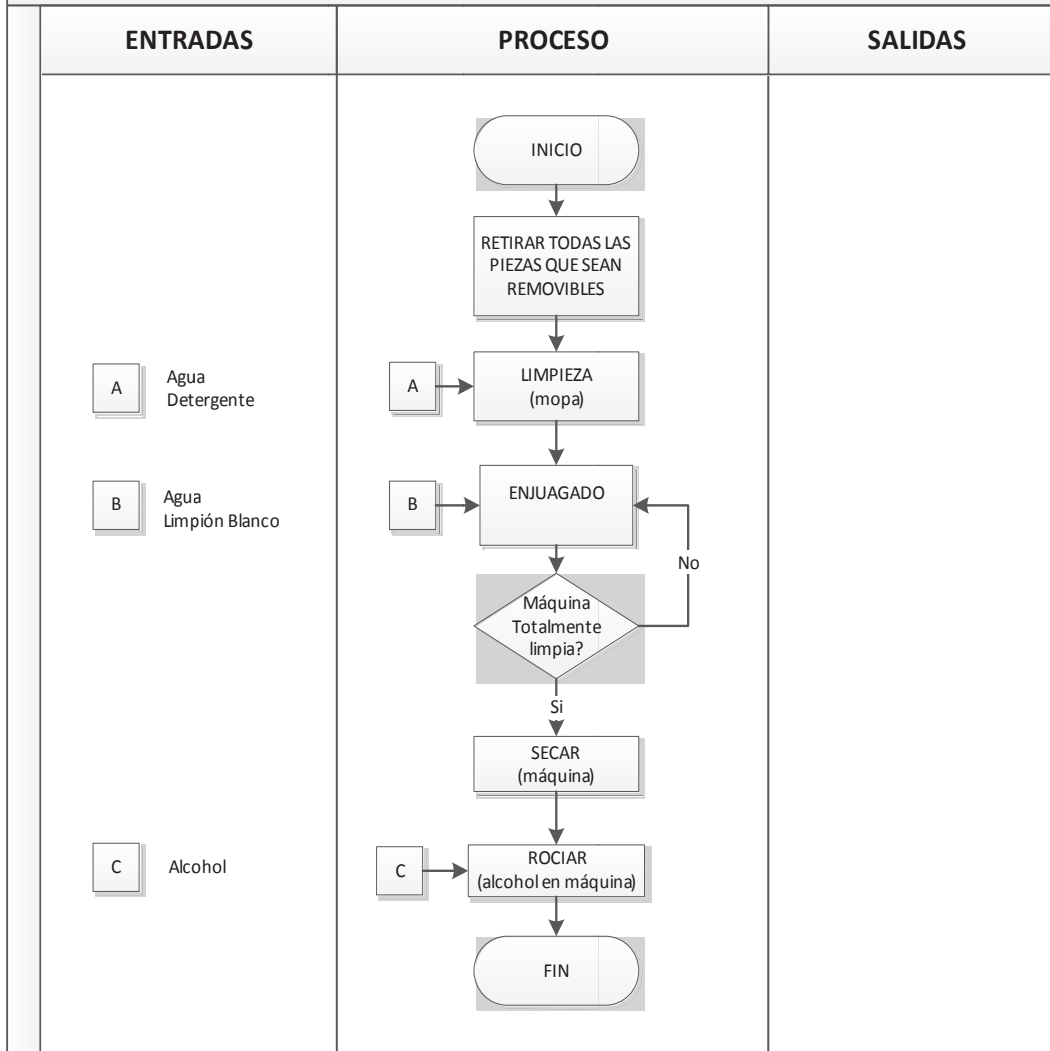 ENTRADAS
PROCESO
SALIDAS
INICIO
RETIRAR TODAS LAS
PIEZAS QUE SEAN
REMOVIBLES
A
Agua
Detergente
A
LIMPIEZA
(mopa)
B
Agua
Limpión Blanco
B
ENJUAGADO
No
Máquina
Totalmente
limpia?
Si
SECAR
(máquina)
C
Alcohol
C
ROCIAR
(alcohol en máquina)
FIN